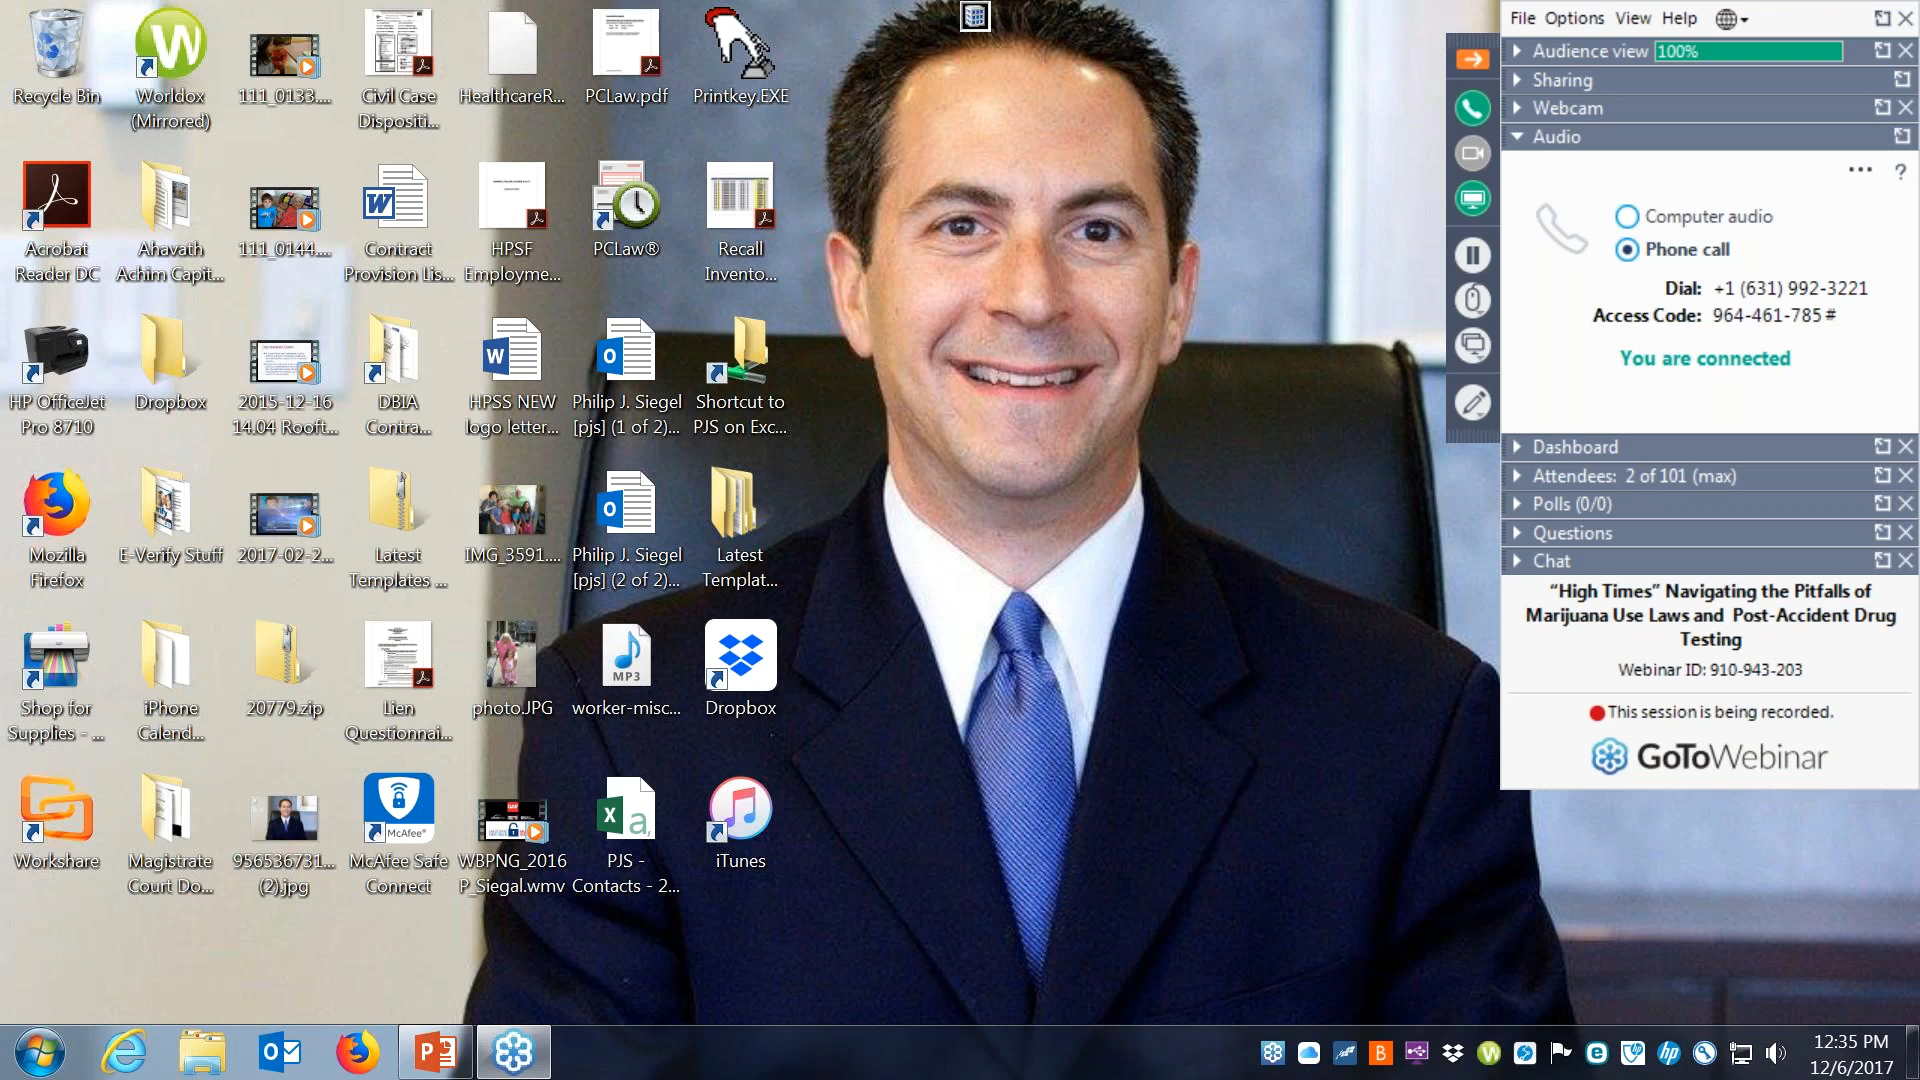 Recycle Bin
Worldox
(Mirrored)
111_0133....
Civil Case
Dispositi...
HealthcareR...
PCLaw.pdf
Printkey.EXE
Acrobat
Reader DC
Ahavath
Achim Capit...
111_0144....
Contract
Provision Lis...
HPSF
Employme...
PCLaw®
Recall
Invento...
HP OfficeJet
Pro 8710
Dropbox
2015-12-16
14.04 Rooft...
DBIA
Contra...
HPSS NEW
logo letter...
Philip J. Siegel
[pjs] (1 of 2)...
Shortcut to
PJS on Exc...
Mozilla
Firefox
E-Verify Stuff
2017-02-2...
Latest
Templates ...
IMG_3591....
Philip J. Siegel
[pjs] (2 of 2)...
Latest
Templat...
Shop for
Supplies - ...
iPhone
Calend...
20779.zip
Lien
Questionnai...
photo.JPG
MP3
worker-misc...
Dropbox
Workshare
Magistrate
Court Do...
956536731...
(2).jpg
McAfee®
McAfee Safe
Connect
WBPNG_2016
P_Siegal.wmv
PJS -
Contacts - 2...
iTunes
File Options View Help
Audience view 100%
Sharing
Webcam
Audio
... ?
Computer audio
Phone call
Dial: +1 (631) 992-3221
Access Code: 964-461-785 #
You are connected
Dashboard
Attendees: 2 of 101 (max)
Polls (0/0)
Questions
Chat
“High Times” Navigating the Pitfalls of
Marijuana Use Laws and Post-Accident Drug
Testing
Webinar ID: 910-943-203
This session is being recorded.
GoToWebinar
12:35 PM
12/6/2017